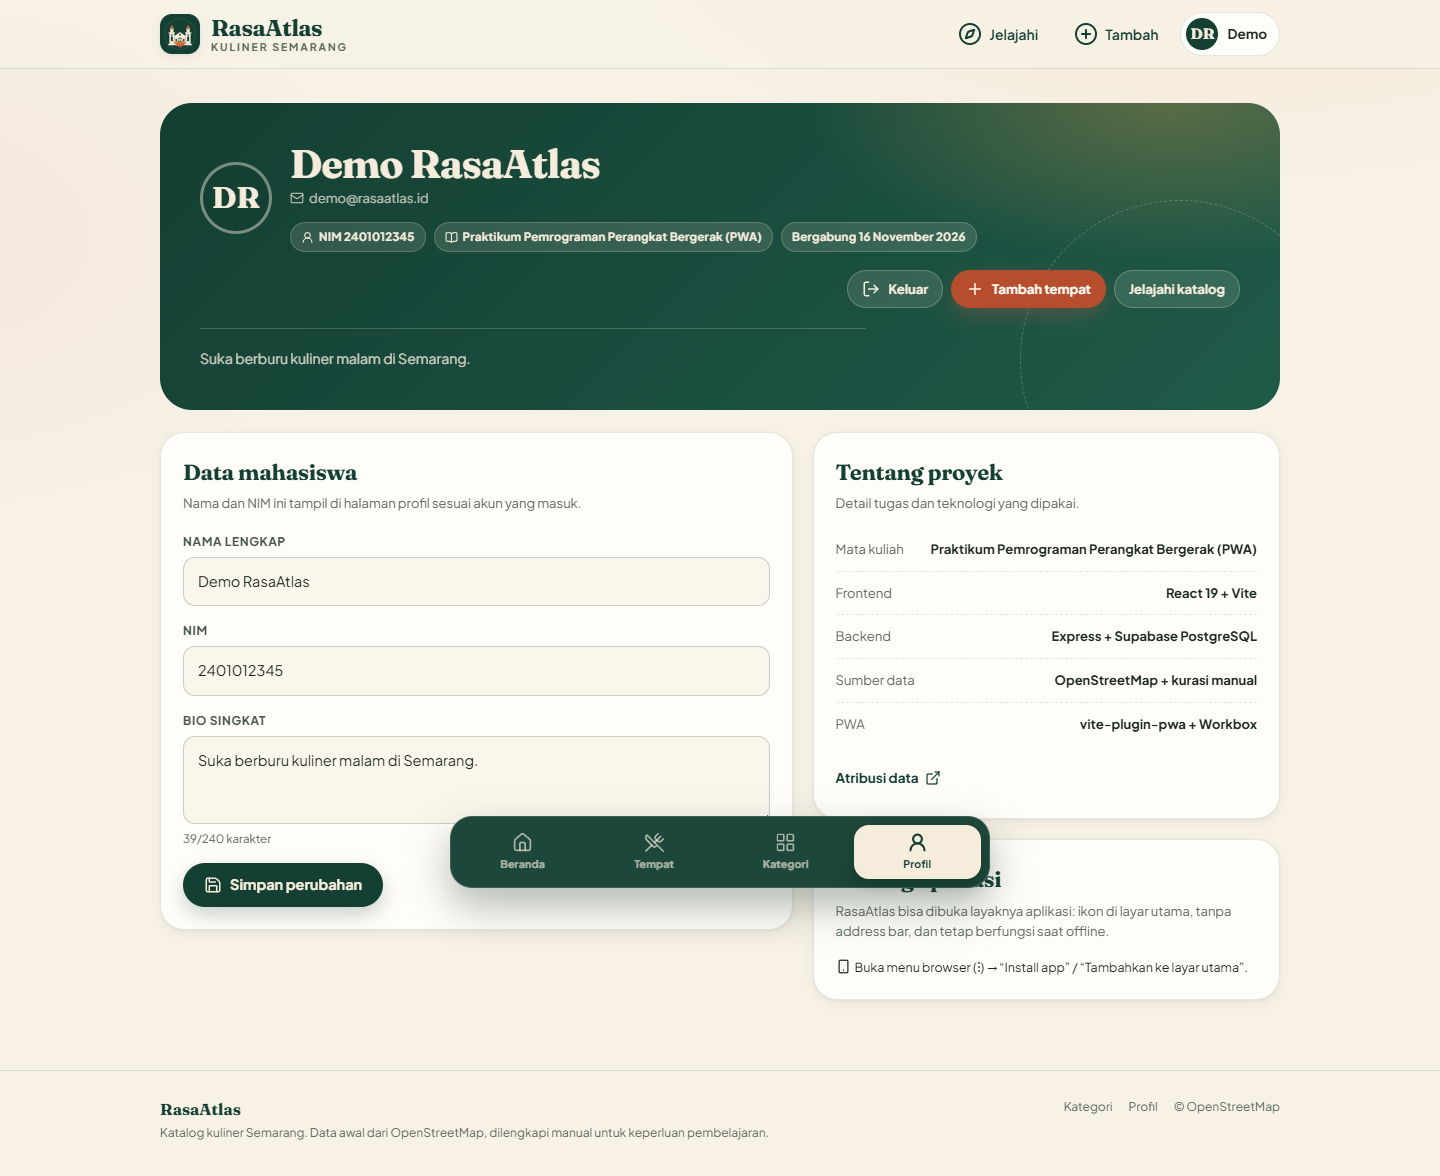 RasaAtlas
KULINER SEMARANG
Jelajahi
Tambah
DR
Demo
DR
Demo RasaAtlas
demo@rasaatlas.id
NIM 2401012345
Praktikum Pemrograman Perangkat Bergerak (PWA)
Bergabung 16 November 2026
Keluar
Tambah tempat
Jelajahi katalog
Suka berburu kuliner malam di Semarang.
Data mahasiswa
Nama dan NIM ini tampil di halaman profil sesuai akun yang masuk.
NAMA LENGKAP
Demo RasaAtlas
NIM
2401012345
BIO SINGKAT
Suka berburu kuliner malam di Semarang.
39/240 karakter
Simpan perubahan
Tentang proyek
Detail tugas dan teknologi yang dipakai.
Mata kuliah Praktikum Pemrograman Perangkat Bergerak (PWA)
Frontend React 19 + Vite
Backend Express + Supabase PostgreSQL
Sumber data OpenStreetMap + kurasi manual
PWA vite-plugin-pwa + Workbox
Atribusi data
Beranda
Tempat
Kategori
Profil
RasaAtlas bisa dibuka layaknya aplikasi: ikon di layar utama, tanpa
address bar, dan tetap berfungsi saat offline.
Buka menu browser (⋮) → “Install app” / “Tambahkan ke layar utama”.
RasaAtlas
Katalog kuliner Semarang. Data awal dari OpenStreetMap, dilengkapi manual untuk keperluan pembelajaran.
Kategori
Profil
© OpenStreetMap